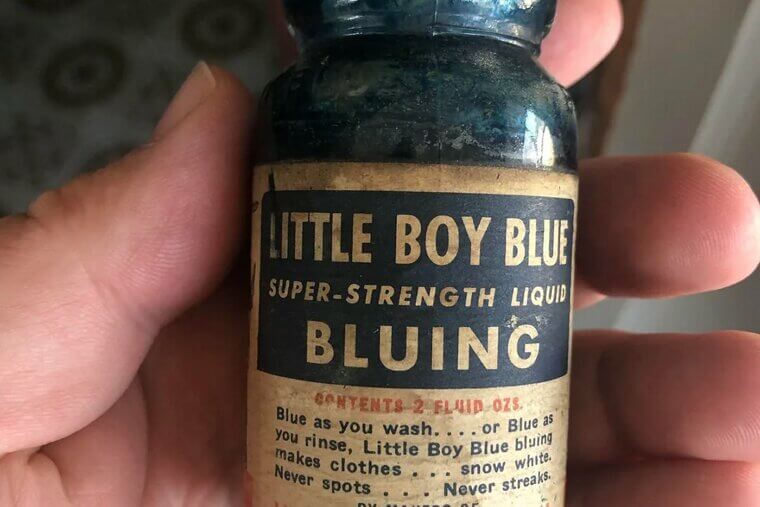 LITTLE BOY BLUE
SUPER-STRENGTH LIQUID
BLUING
CONTENTS 2 FLUID OZS.
Blue as you wash. . . . or Blue as
you rinse, Little Boy Blue bluing
makes clothes . . . snow white.
Never spots . . . Never streaks.